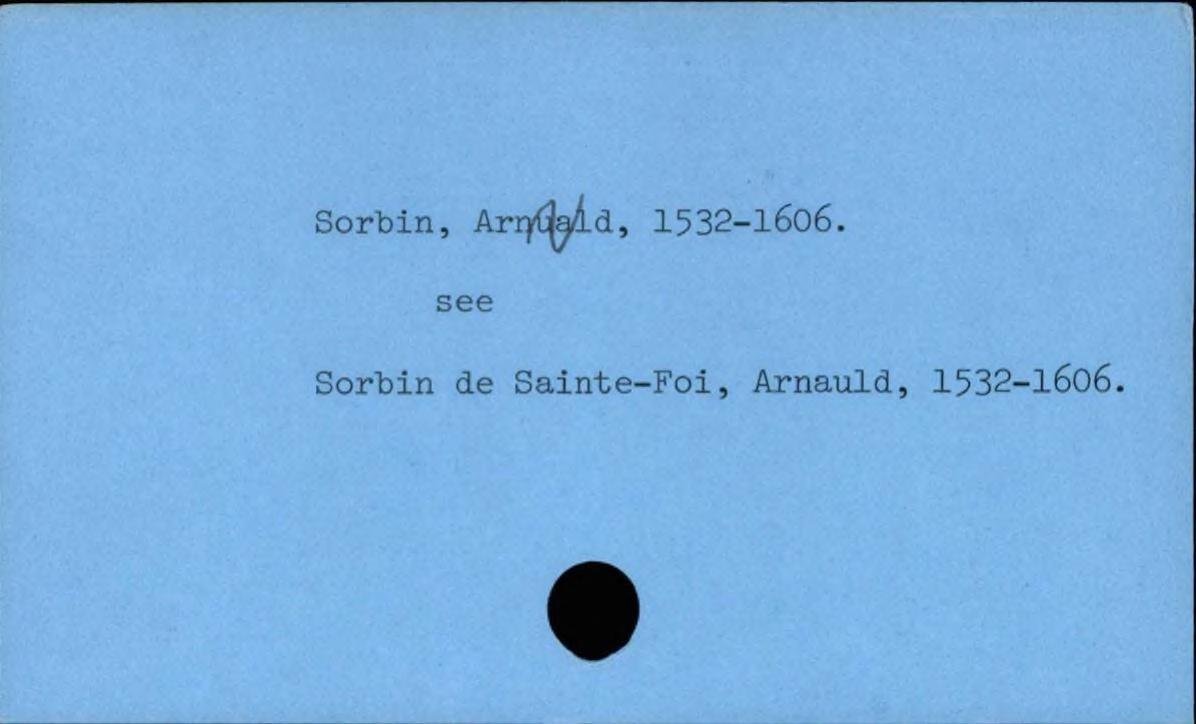 Sorbin, Arnuald, 1532-1606.
see
Sorbin de Sainte-Foi, Arnauld, 1532-1606.